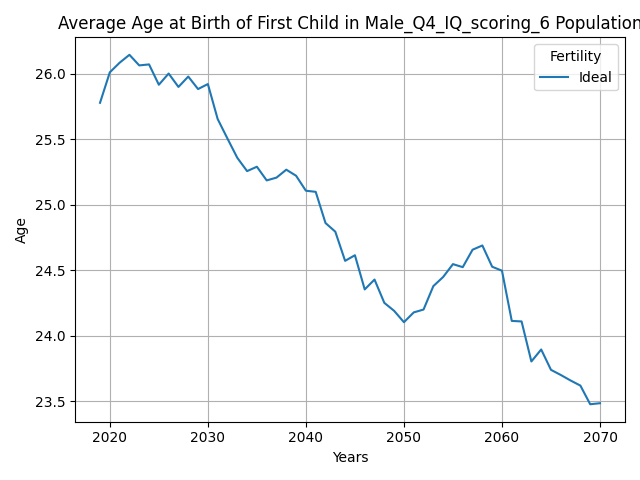 Average Age at Birth of First Child in Male_Q4_IQ_scoring_6 Population
Fertility
Ideal
26.0
25.5
25.0
24.5
24.0
23.5
Age
2020 2030 2040 2050 2060 2070
Years